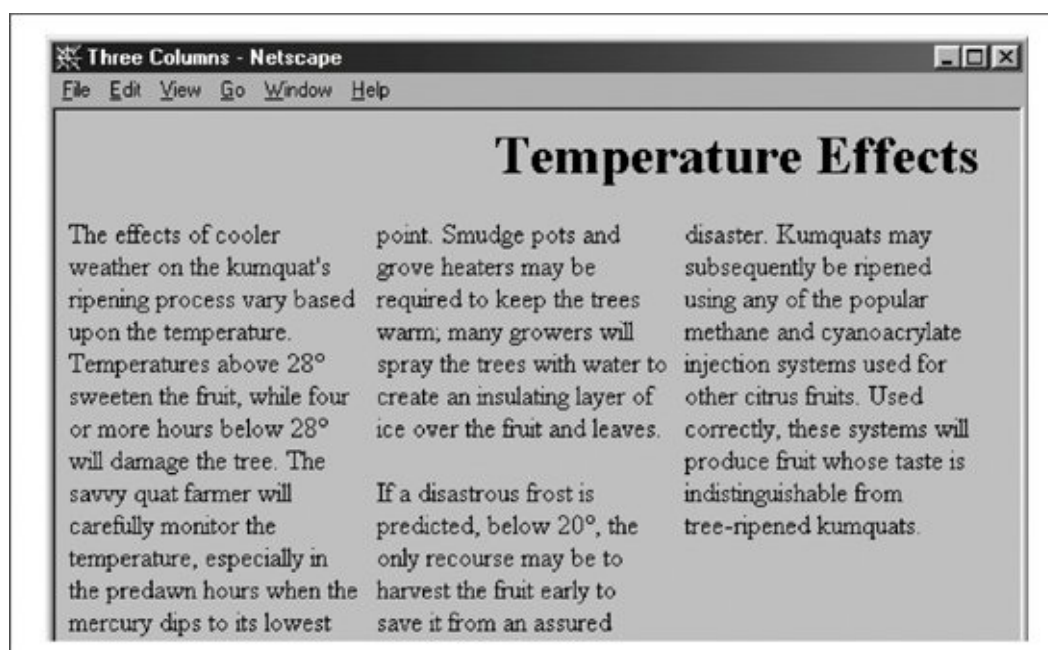 Three Columns - Netscape
File Edit View Go Window Help
Temperature Effects
The effects of cooler
weather on the kumquat's
ripening process vary based
upon the temperature.
Temperatures above 28°
sweeten the fruit, while four
or more hours below 28°
will damage the tree. The
savvy quat farmer will
carefully monitor the
temperature, especially in
the predawn hours when the
mercury dips to its lowest
point. Smudge pots and
grove heaters may be
required to keep the trees
warm; many growers will
spray the trees with water to
create an insulating layer of
ice over the fruit and leaves.
If a disastrous frost is
predicted, below 20°, the
only recourse may be to
harvest the fruit early to
save it from an assured
disaster. Kumquats may
subsequently be ripened
using any of the popular
methane and cyanoacrylate
injection systems used for
other citrus fruits. Used
correctly, these systems will
produce fruit whose taste is
indistinguishable from
tree-ripened kumquats.